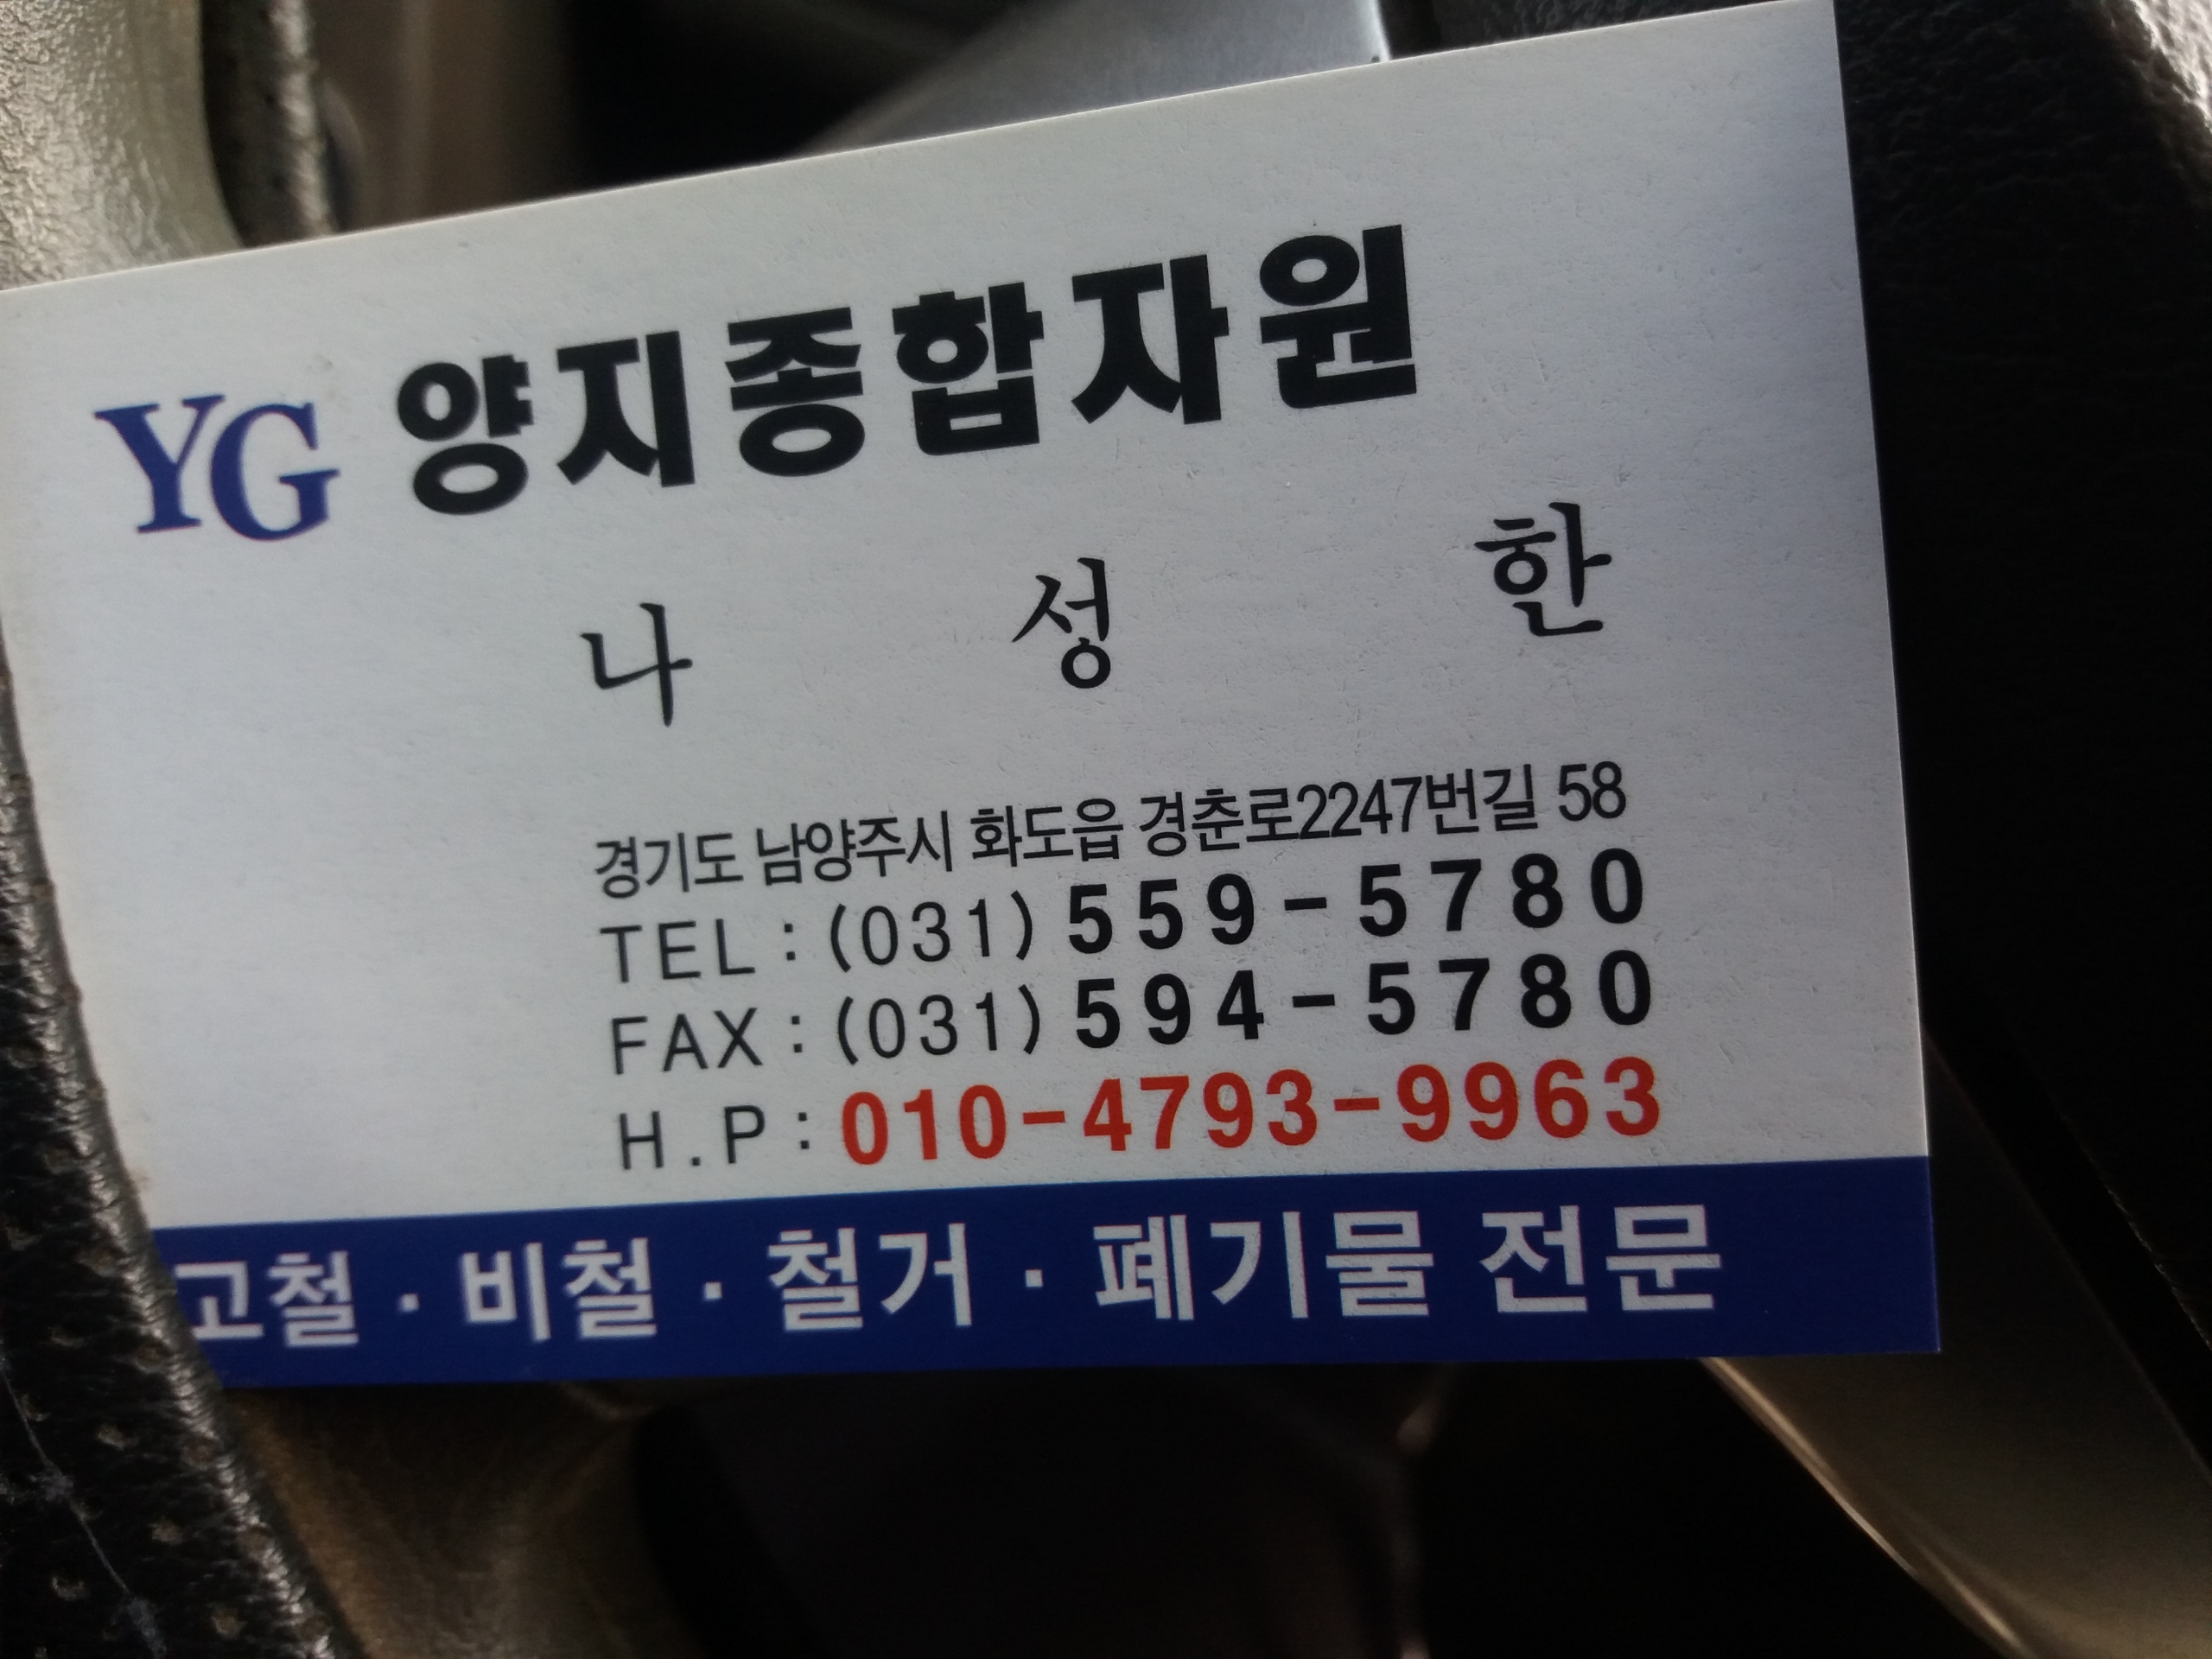 YG 양지종합자원
나 성 한
경기도 남양주시 화도읍 경춘로2247번길 58
TEL : (031) 559-5780
FAX : (031) 594-5780
H.P : 010-4793-9963
고철 · 비철 · 철거 · 폐기물 전문